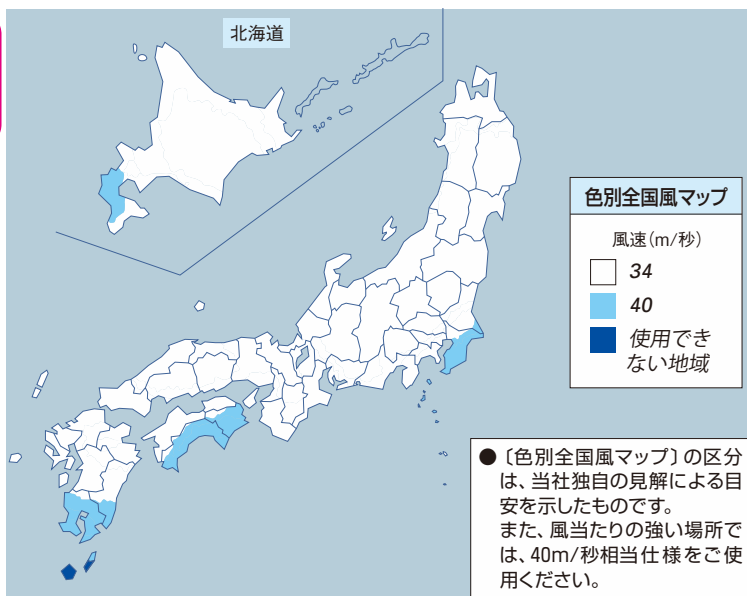 北海道
色別全国風マップ
風速(m/秒)
34
40
使用でき
ない地域
●〔色別全国風マップ〕の区分
は、当社独自の見解による目
安を示したものです。
また、風当たりの強い場所で
は、40m/秒相当仕様をご使
用ください。